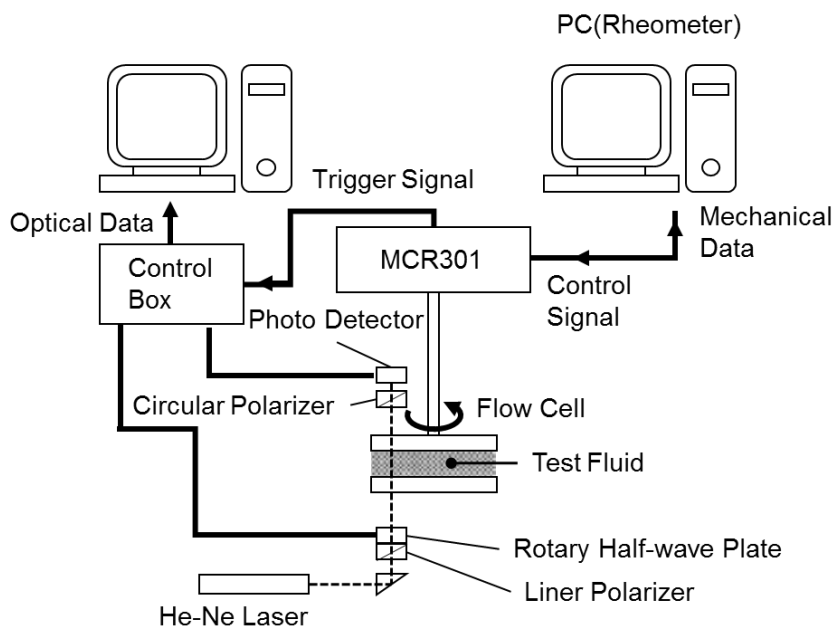 PC(Rheometer)
Trigger Signal
Optical Data
Mechanical
Data
Control
Box
MCR301
Control
Signal
Photo Detector
Circular Polarizer
Flow Cell
Test Fluid
Rotary Half-wave Plate
Liner Polarizer
He-Ne Laser